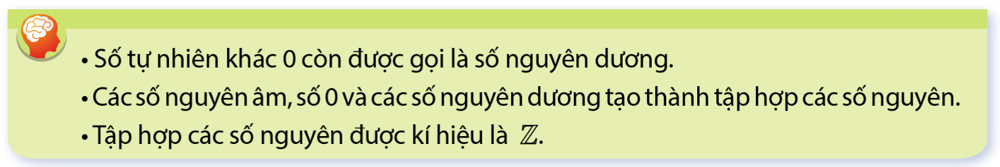 • Số tự nhiên khác 0 còn được gọi là số nguyên dương.
• Các số nguyên âm, số 0 và các số nguyên dương tạo thành tập hợp các số nguyên.
• Tập hợp các số nguyên được kí hiệu là ℤ.